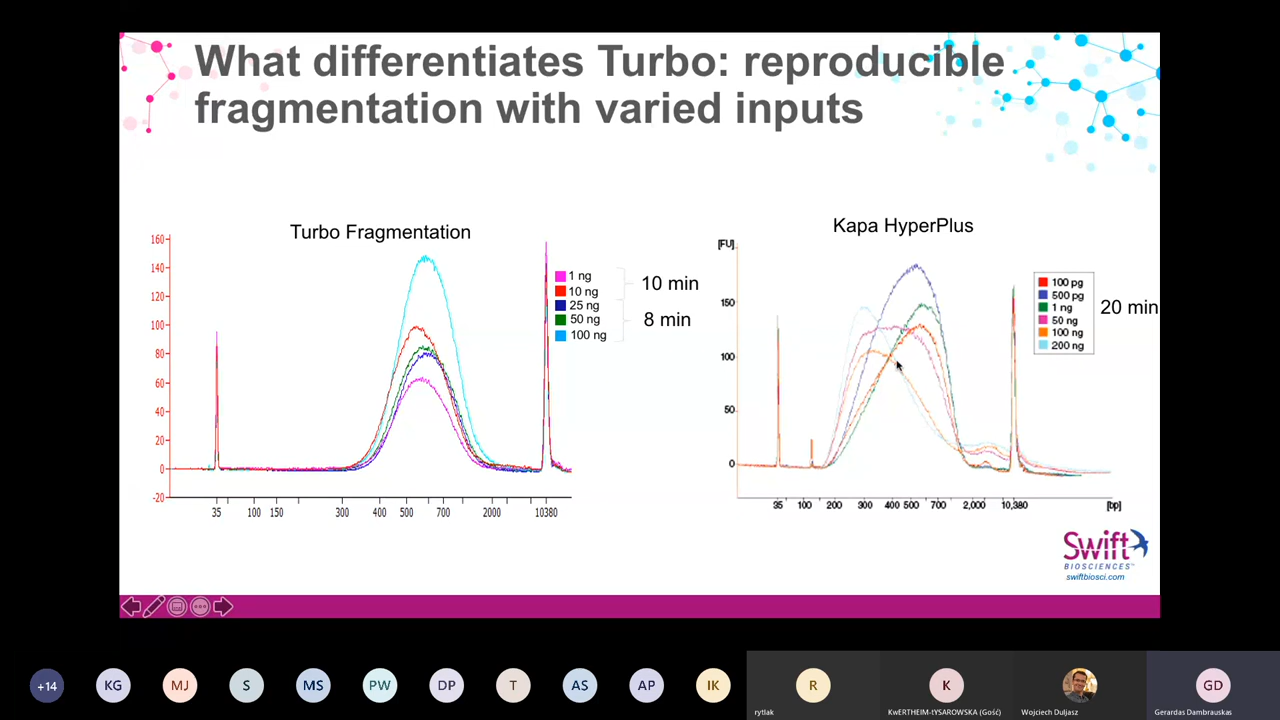 What differentiates Turbo: reproducible
fragmentation with varied inputs
Turbo Fragmentation
160
140
120
100
80
60
40
20
0
-20
35
100
150
300
400
500
700
2000
10380
1 ng
10 ng
25 ng
50 ng
100 ng
10 min
8 min
Kapa HyperPlus
[FU]
150
100
50
0
35
100
200
300
400
500
700
2,000
10,380
[bp]
100 pg
500 pg
1 ng
50 ng
100 ng
200 ng
20 min
Swift
BIOSCIENCES™
swiftbiosci.com
+14
KG
MJ
S
MS
PW
DP
T
AS
AP
IK
R
K
GD
rytlak
KwERTHEIM-tYSAROWSKA (Gość)
Wojciech Duljasz
Gerardas Dambrauskas